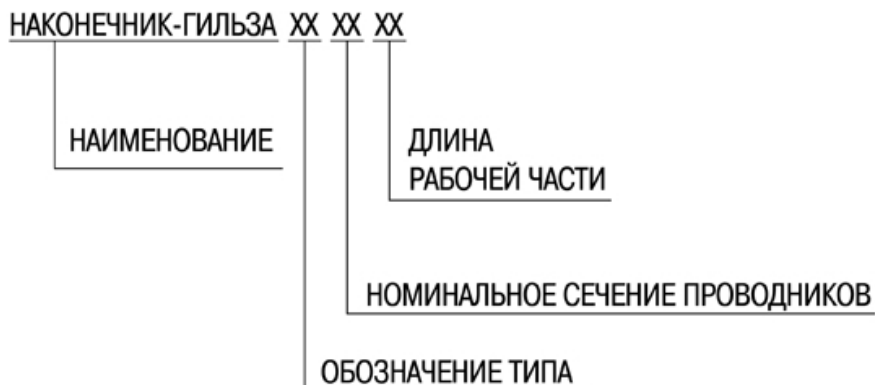 НАКОНЕЧНИК-ГИЛЬЗА XX XX XX
НАИМЕНОВАНИЕ
ДЛИНА
РАБОЧЕЙ ЧАСТИ
НОМИНАЛЬНОЕ СЕЧЕНИЕ ПРОВОДНИКОВ
ОБОЗНАЧЕНИЕ ТИПА